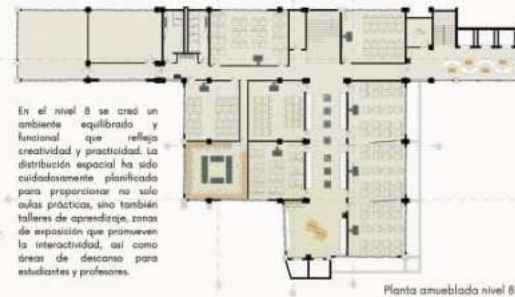 En el nivel 8 se creó un
ambiente equilibrado y
funcional que refleja
creatividad y practicidad. La
distribución espacial ha sido
cuidadosamente planificada
para proporcionar no solo
aulas prácticas, sino también
talleres de aprendizaje, zonas
de exposición que promueven
la interactividad, así como
áreas de descanso para
estudiantes y profesores.
Planta amueblada nivel 8